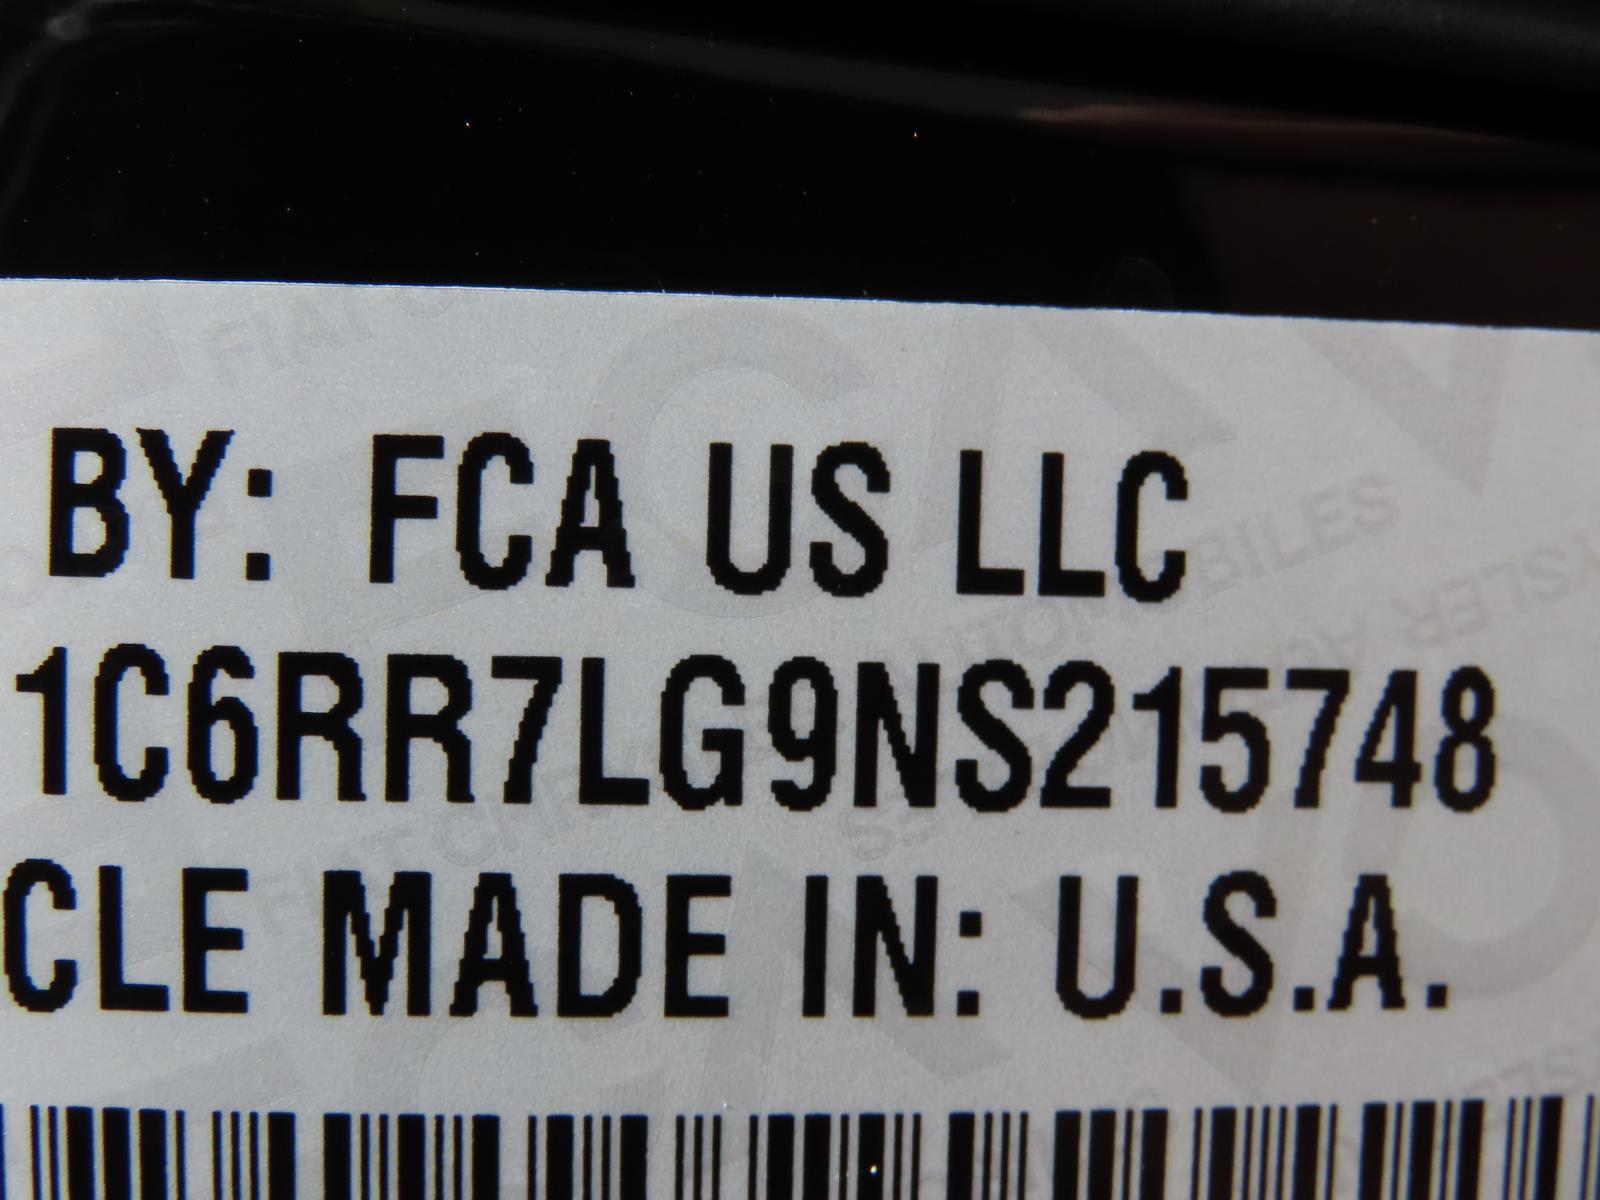 BY: FCA US LLC
1C6RR7LG9NS215748
CLE MADE IN: U.S.A.